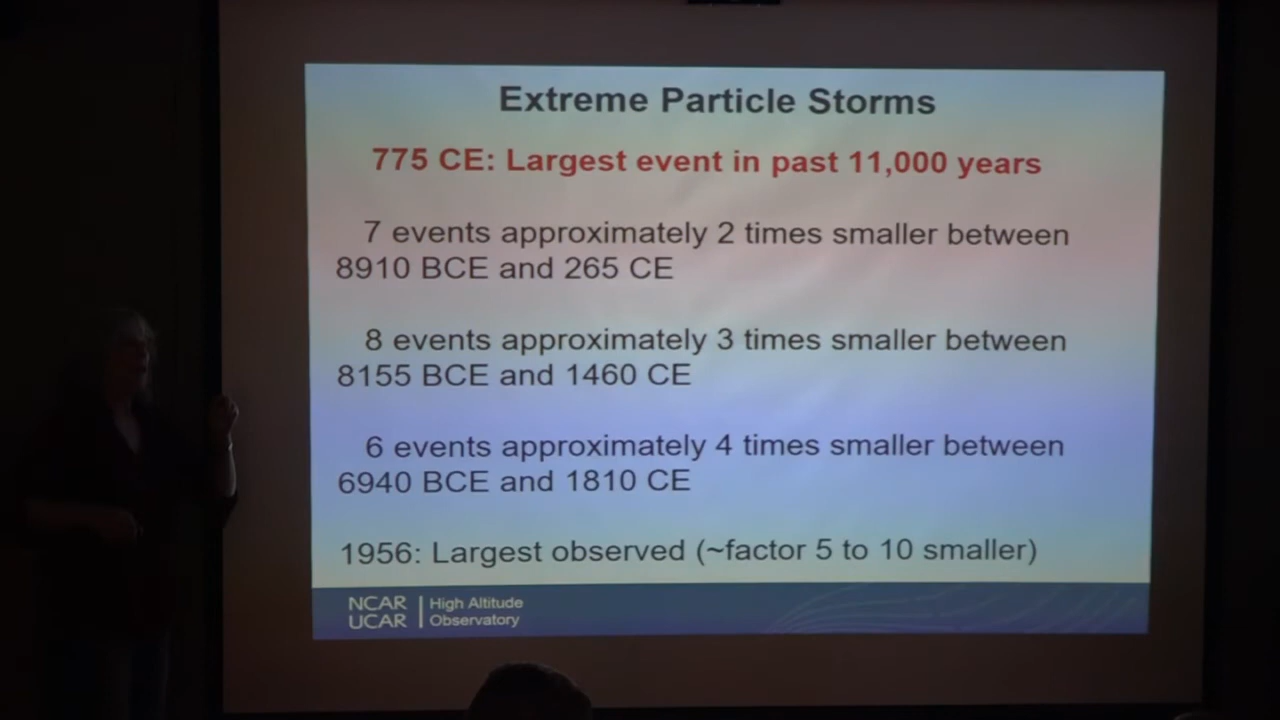 Extreme Particle Storms
775 CE: Largest event in past 11,000 years
7 events approximately 2 times smaller between
8910 BCE and 265 CE
8 events approximately 3 times smaller between
8155 BCE and 1460 CE
6 events approximately 4 times smaller between
6940 BCE and 1810 CE
1956: Largest observed (~factor 5 to 10 smaller)
NCAR
UCAR
High Altitude
Observatory